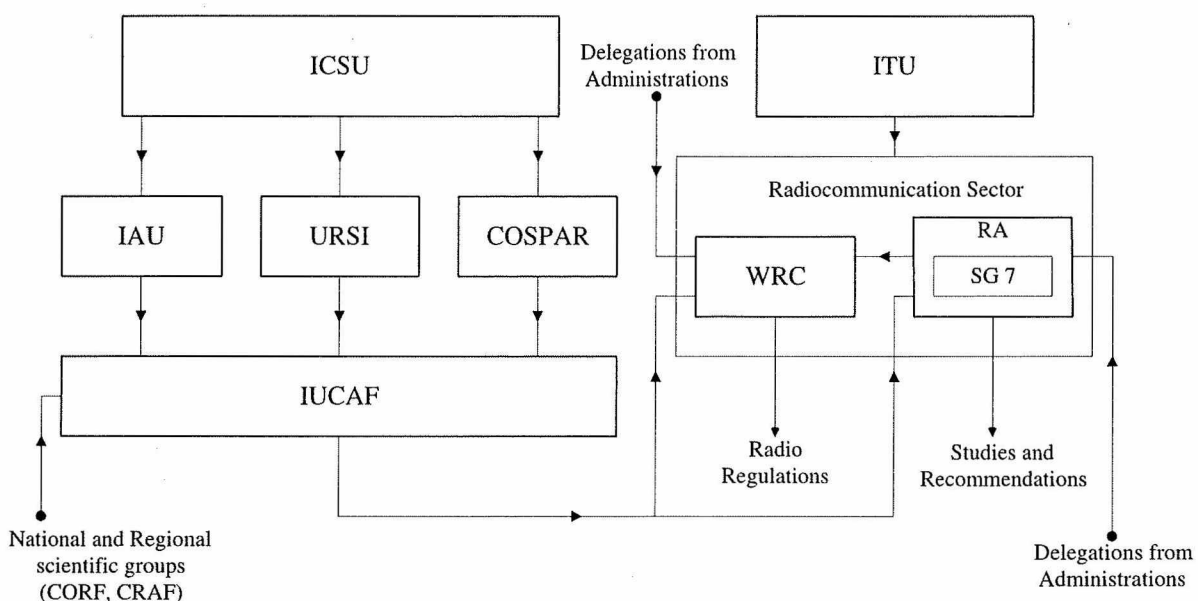 ICSU
Delegations from
Administrations
ITU
Radiocommunication Sector
IAU
URSI
COSPAR
WRC
RA
SG 7
IUCAF
Radio
Regulations
Studies and
Recommendations
National and Regional
scientific groups
(CORF, CRAF)
Delegations from
Administrations